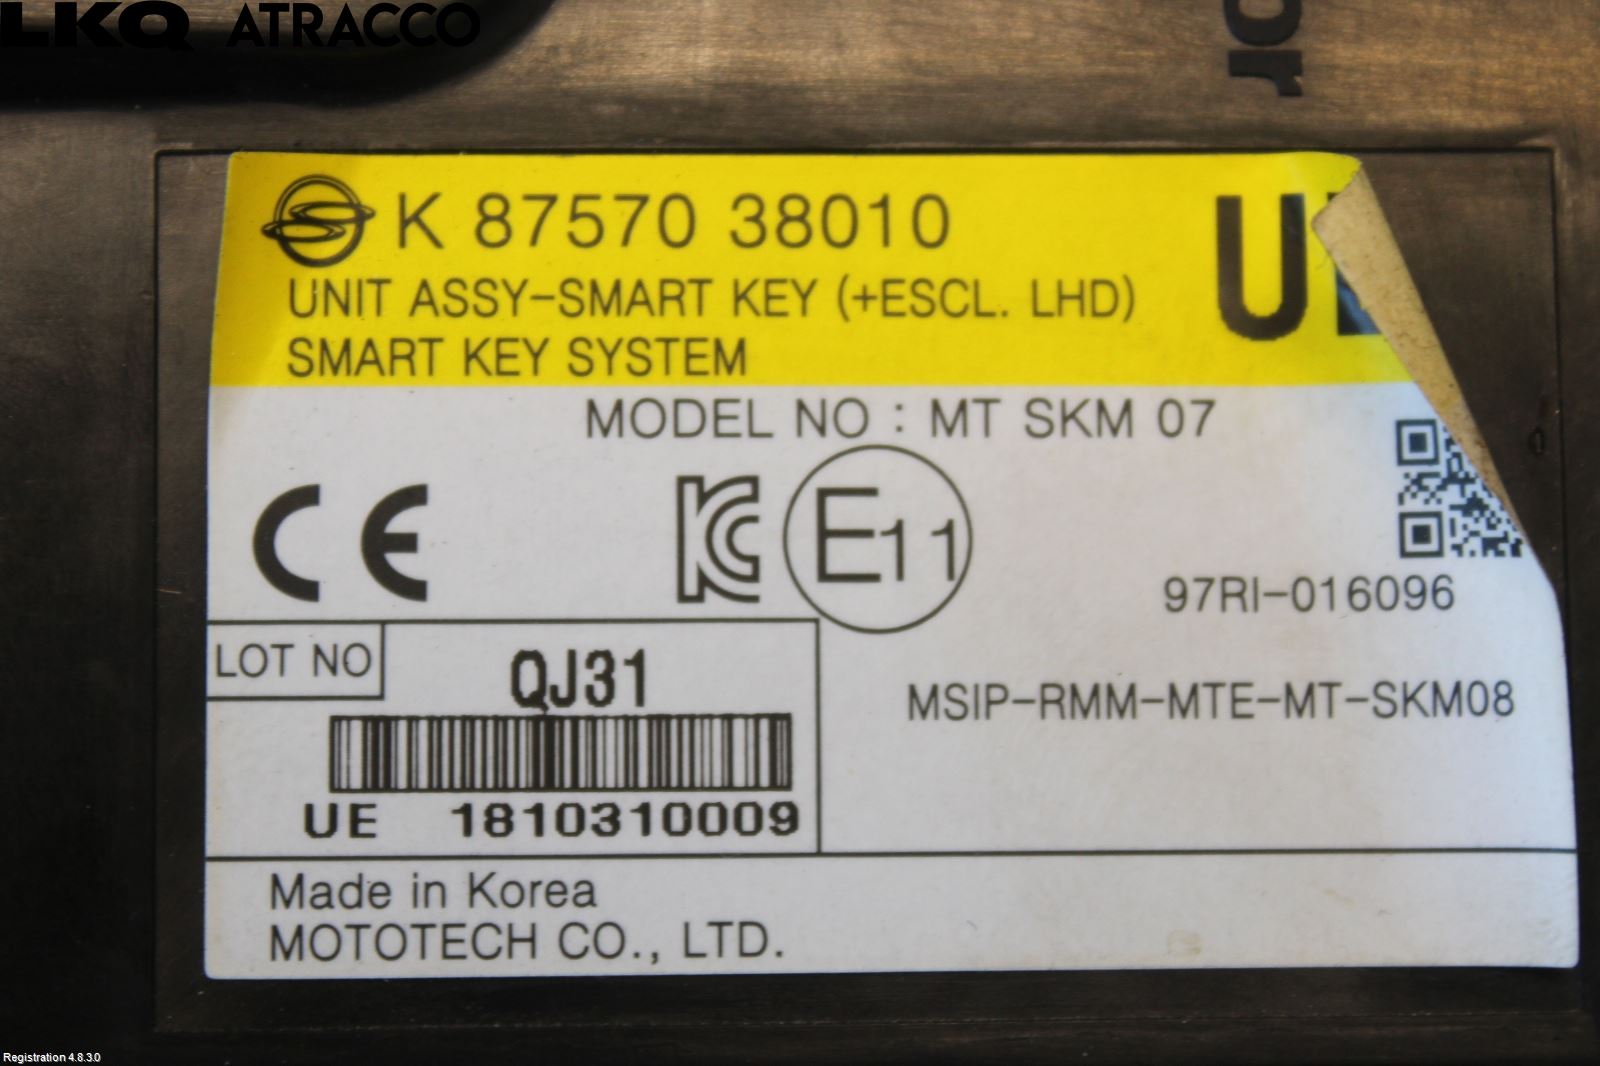 LKQ ATRACCO
or
K 87570 38010
UNIT ASSY-SMART KEY (+ESCL. LHD)
SMART KEY SYSTEM
U
MODEL NO : MT SKM 07
CE
KC
E11
97RI-016096
LOT NO
QJ31
MSIP-RMM-MTE-MT-SKM08
UE 1810310009
Made in Korea
MOTOTECH CO., LTD.
Registration 4.8.3.0